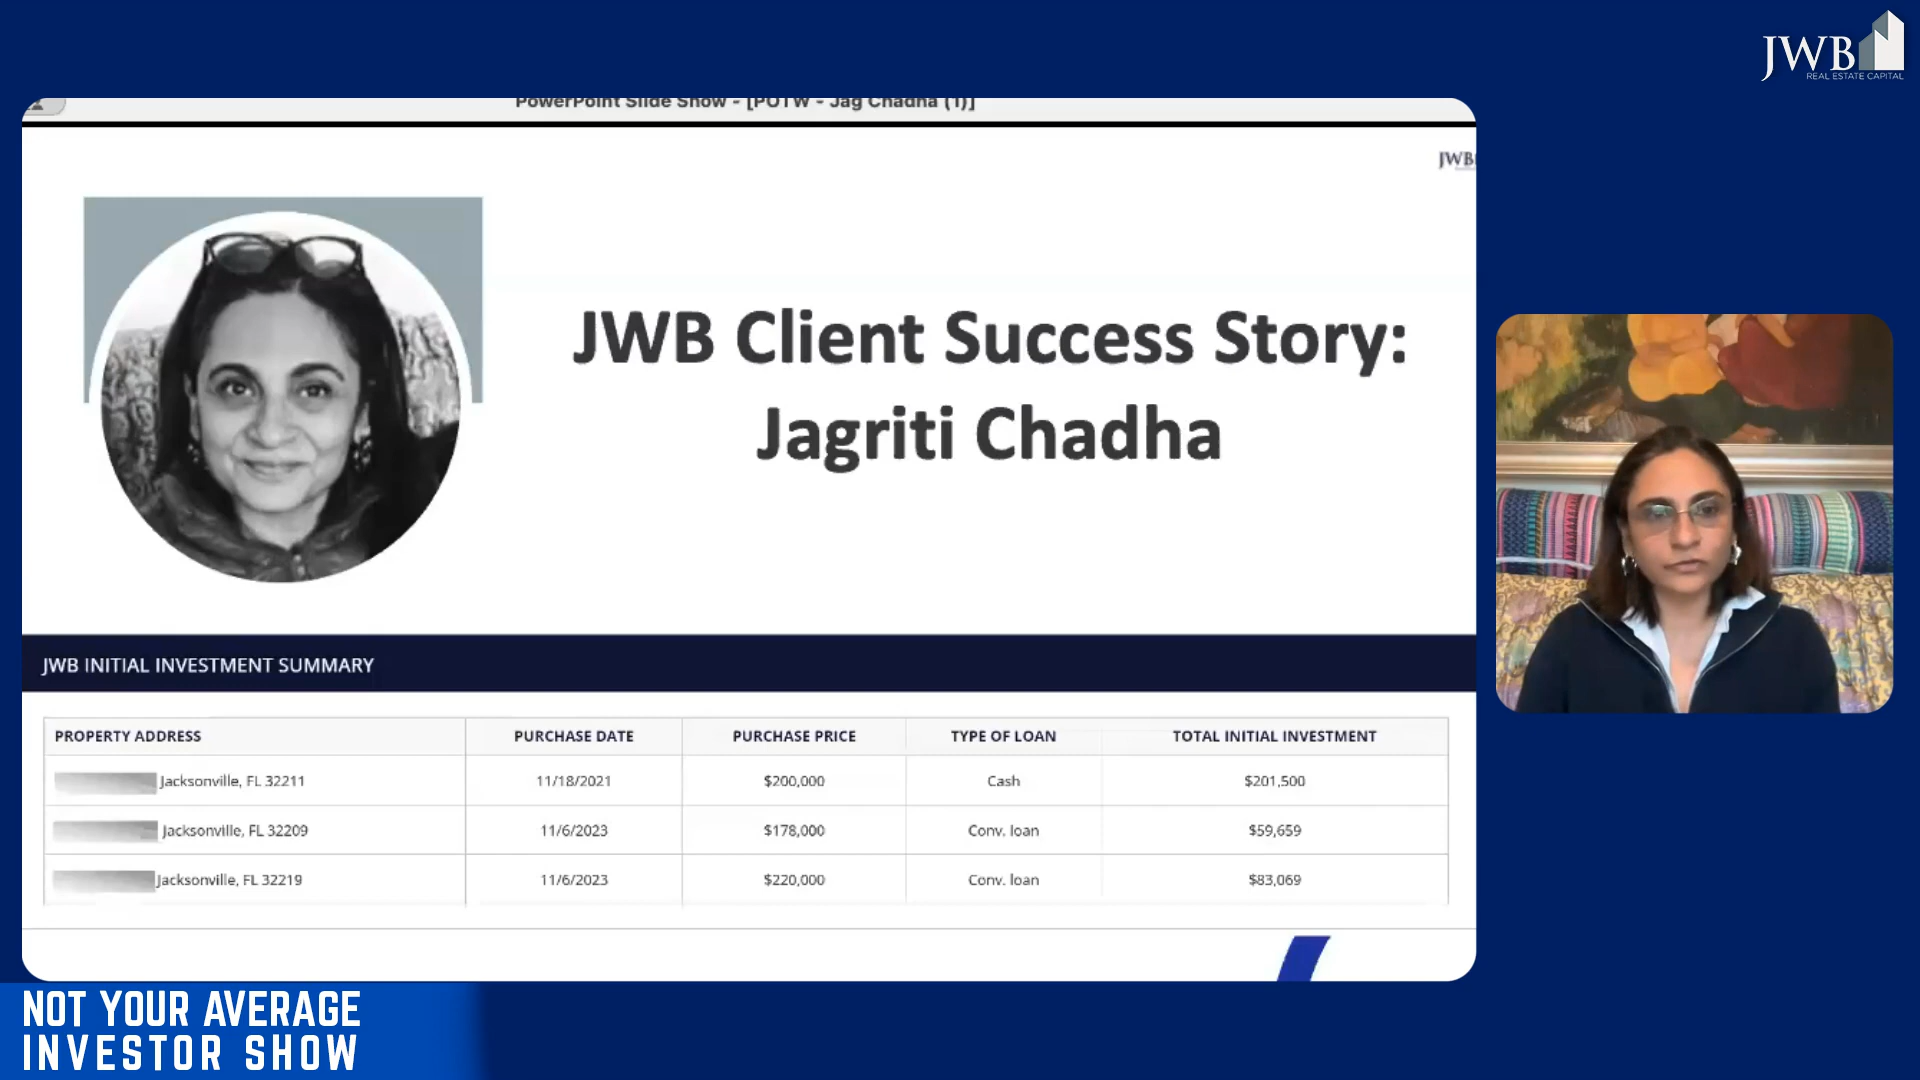 JWB
REAL ESTATE CAPITAL
PowerPoint Slide Show - [POTW - Jag Chadha (1)]
JWB
JWB Client Success Story:
Jagriti Chadha
JWB INITIAL INVESTMENT SUMMARY
PROPERTY ADDRESS PURCHASE DATE PURCHASE PRICE TYPE OF LOAN TOTAL INITIAL INVESTMENT
Jacksonville, FL 32211 11/18/2021 $200,000 Cash $201,500
Jacksonville, FL 32209 11/6/2023 $178,000 Conv. loan $59,659
Jacksonville, FL 32219 11/6/2023 $220,000 Conv. loan $83,069
NOT YOUR AVERAGE
INVESTOR SHOW